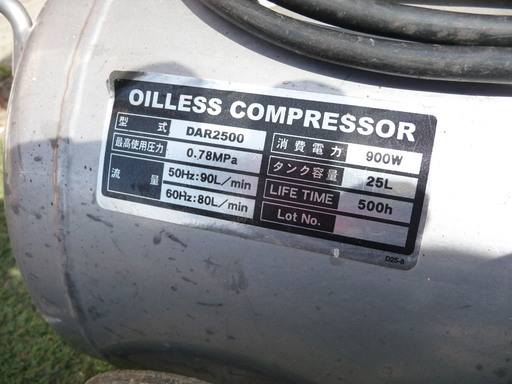 OILLESS COMPRESSOR
型式 DAR2500
最高使用圧力 0.78MPa
流量 50Hz:90L/min
60Hz:80L/min
消費電力 900W
タンク容量 25L
LIFE TIME 500h
Lot No.
D25-8